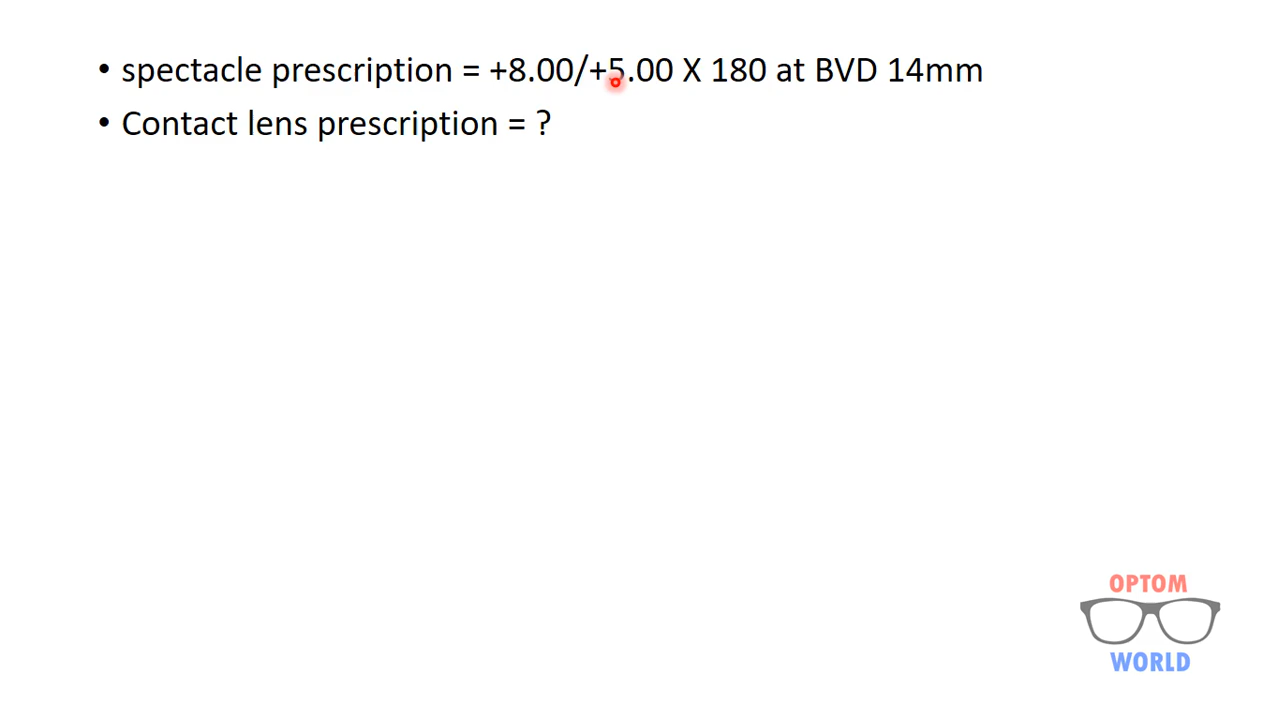 • spectacle prescription = +8.00/+5.00 X 180 at BVD 14mm
• Contact lens prescription = ?
OPTOM
WORLD